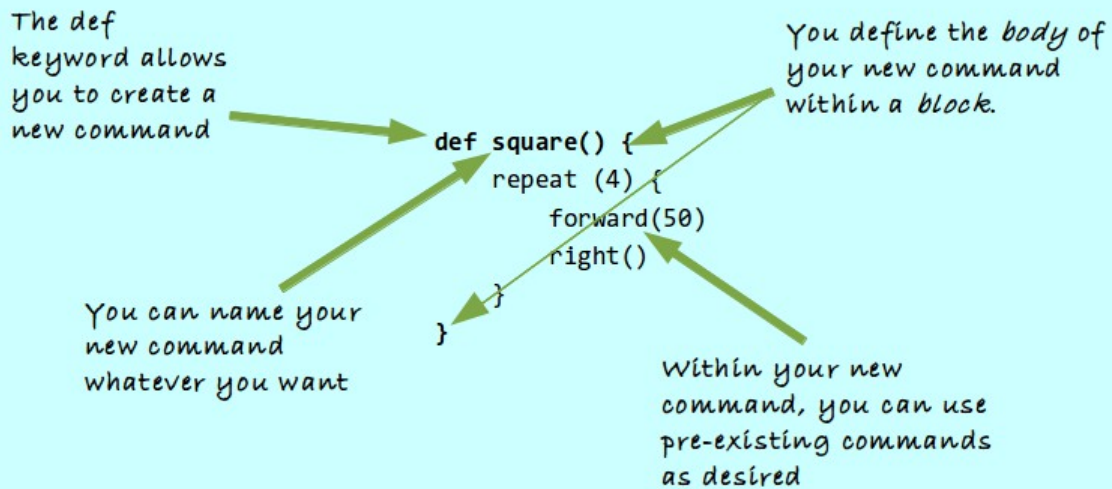 The def
keyword allows
you to create a
new command
You define the body of
your new command
within a block.
def square() {
    repeat (4) {
        forward(50)
        right()
    }
}
You can name your
new command
whatever you want
Within your new
command, you can use
pre-existing commands
as desired